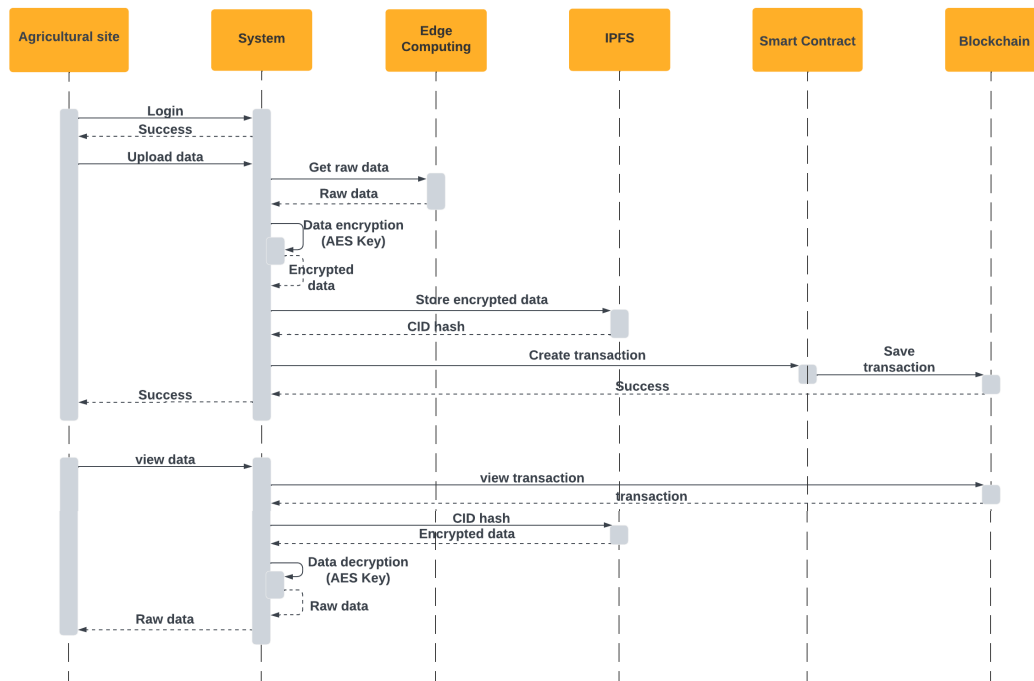 Agricultural site
System
Edge
Computing
IPFS
Smart Contract
Blockchain
Login
Success
Upload data
Get raw data
Raw data
Data encryption
(AES Key)
Encrypted
data
Store encrypted data
CID hash
Create transaction
Save
transaction
Success
Success
view data
view transaction
transaction
CID hash
Encrypted data
Data decryption
(AES Key)
Raw data
Raw data